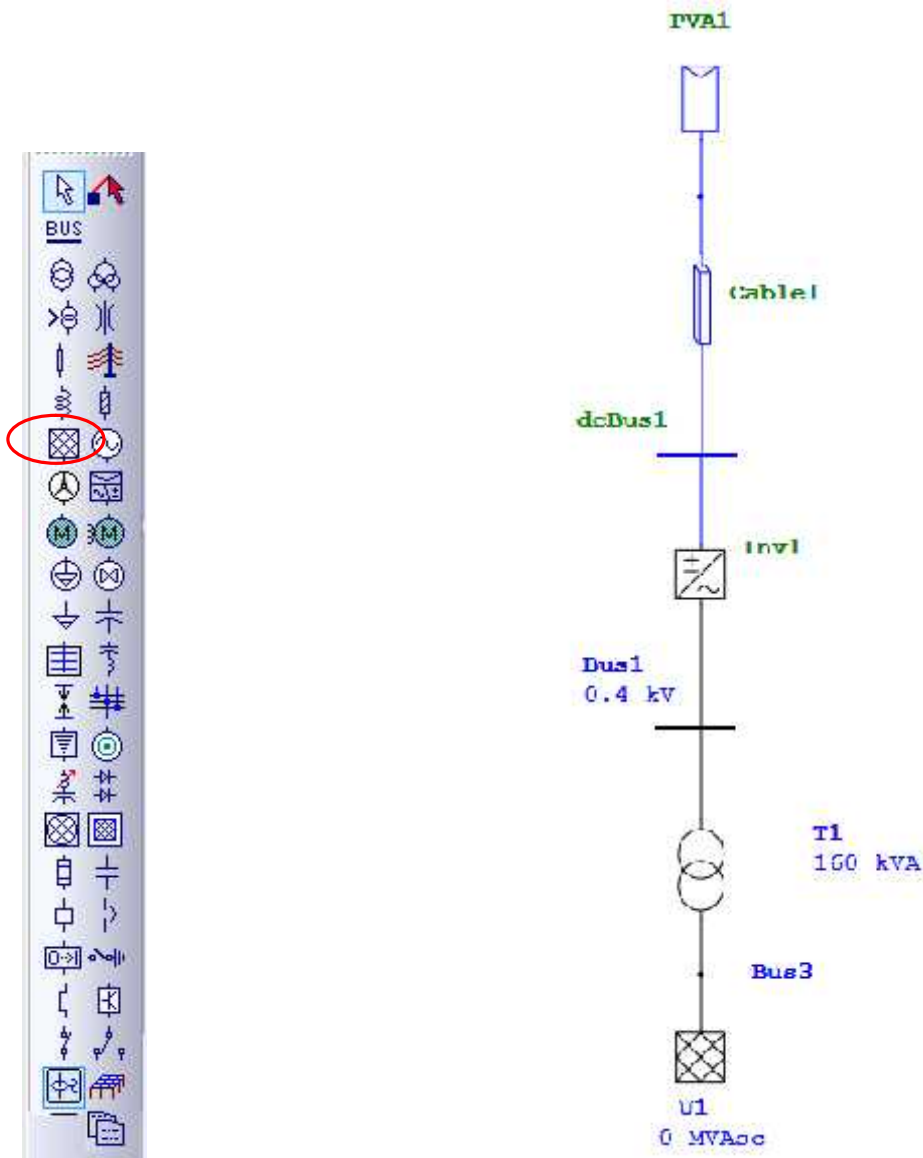 BUS
M
M
PVA1
Cable1
dcBus1
Inv1
Bus1
0.4 kV
T1
160 kVA
Bus3
U1
0 MVAsc